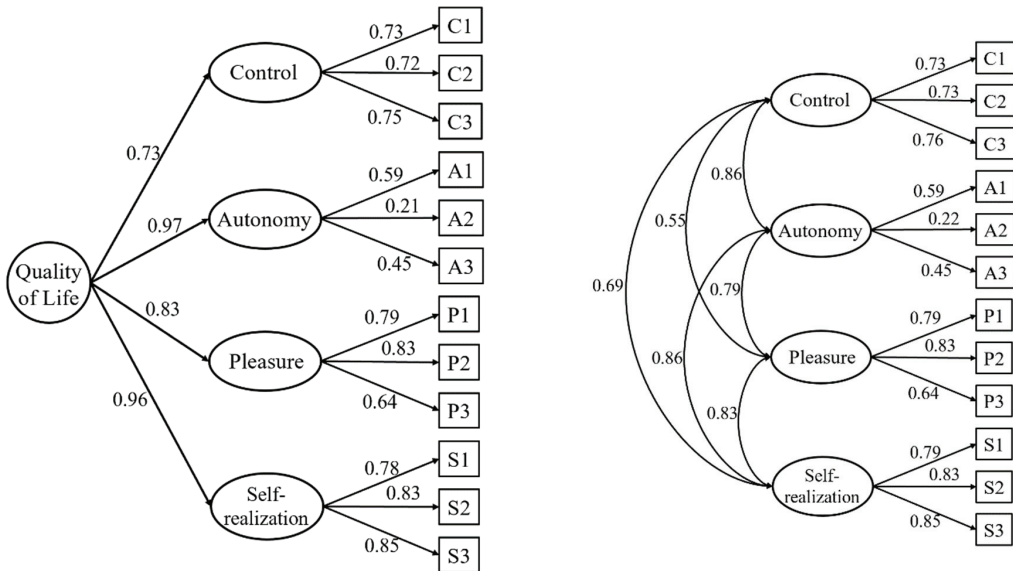 0.73
C1
0.72
C2
Control
0.75
C3
0.73
0.59
A1
0.97
Autonomy
0.21
A2
0.45
A3
Quality
of Life
0.83
0.79
P1
Pleasure
0.83
P2
0.64
P3
0.96
0.78
S1
Self-
realization
0.83
S2
0.85
S3
0.73
C1
Control
0.73
C2
0.76
C3
0.86
0.59
A1
0.55
Autonomy
0.22
A2
0.45
A3
0.69
0.79
0.79
P1
Pleasure
0.83
P2
0.86
0.64
P3
0.83
0.79
S1
Self-
realization
0.83
S2
0.85
S3